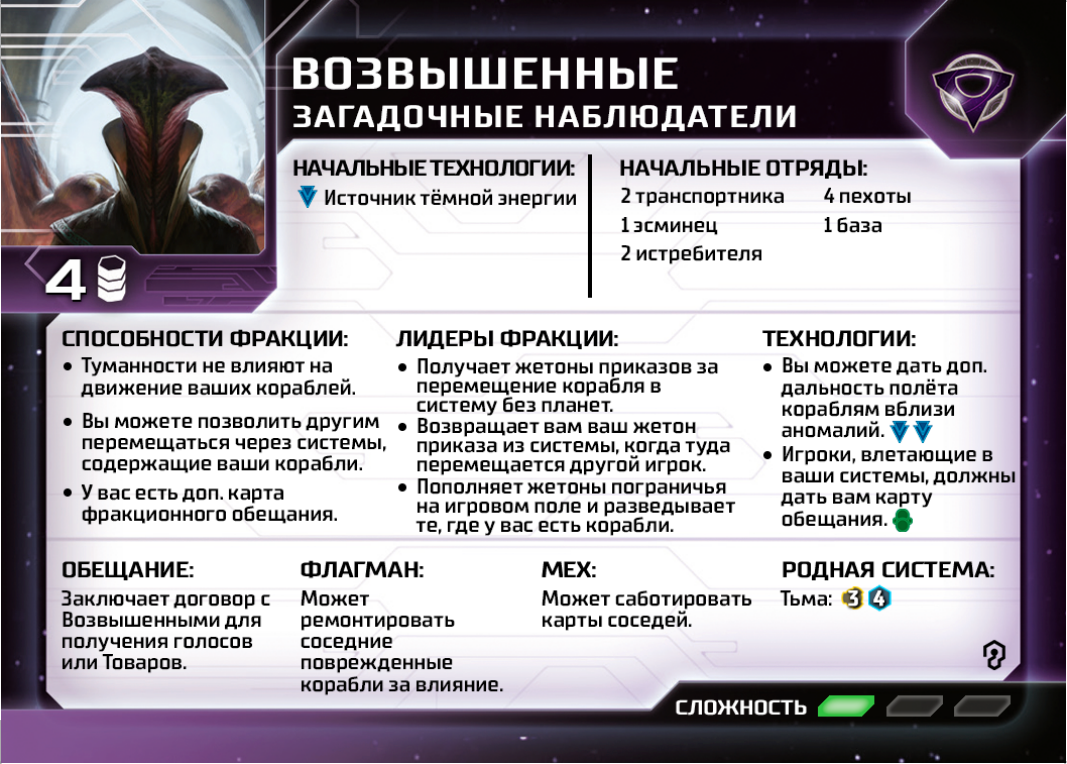 ВОЗВЫШЕННЫЕ
ЗАГАДОЧНЫЕ НАБЛЮДАТЕЛИ
4
НАЧАЛЬНЫЕ ТЕХНОЛОГИИ:
Источник тёмной энергии
НАЧАЛЬНЫЕ ОТРЯДЫ:
2 транспортника 4 пехоты
1 эсминец 1 база
2 истребителя
СПОСОБНОСТИ ФРАКЦИИ:
• Туманности не влияют на
движение ваших кораблей.
• Вы можете позволить другим
перемещаться через системы,
содержащие ваши корабли.
• У вас есть доп. карта
фракционного обещания.
ЛИДЕРЫ ФРАКЦИИ:
• Получает жетоны приказов за
перемещение корабля в
систему без планет.
• Возвращает вам ваш жетон
приказа из системы, когда туда
перемещается другой игрок.
• Пополняет жетоны пограничья
на игровом поле и разведывает
те, где у вас есть корабли.
ТЕХНОЛОГИИ:
• Вы можете дать доп.
дальность полёта
кораблям вблизи
аномалий.
• Игроки, влетающие в
ваши системы, должны
дать вам карту
обещания.
ОБЕЩАНИЕ:
Заключает договор с
Возвышенными для
получения голосов
или Товаров.
ФЛАГМАН:
Может
ремонтировать
соседние
поврежденные
корабли за влияние.
МЕХ:
Может саботировать
карты соседей.
РОДНАЯ СИСТЕМА:
Тьма: 3 4
СЛОЖНОСТЬ